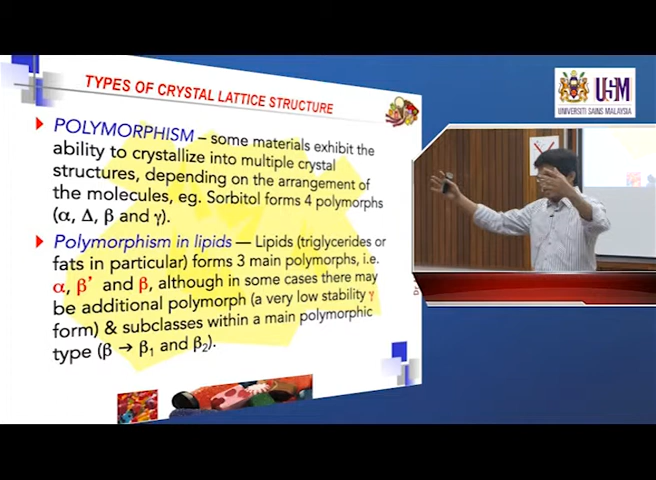 TYPES OF CRYSTAL LATTICE STRUCTURE
USM
UNIVERSITI SAINS MALAYSIA
POLYMORPHISM – some materials exhibit the
ability to crystallize into multiple crystal
structures, depending on the arrangement of
the molecules, eg. Sorbitol forms 4 polymorphs
(α, Δ, β and γ).
Polymorphism in lipids — Lipids (triglycerides or
fats in particular) forms 3 main polymorphs, i.e.
α, β’ and β, although in some cases there may
be additional polymorph (a very low stability γ
form) & subclasses within a main polymorphic
type (β → β₁ and β₂).